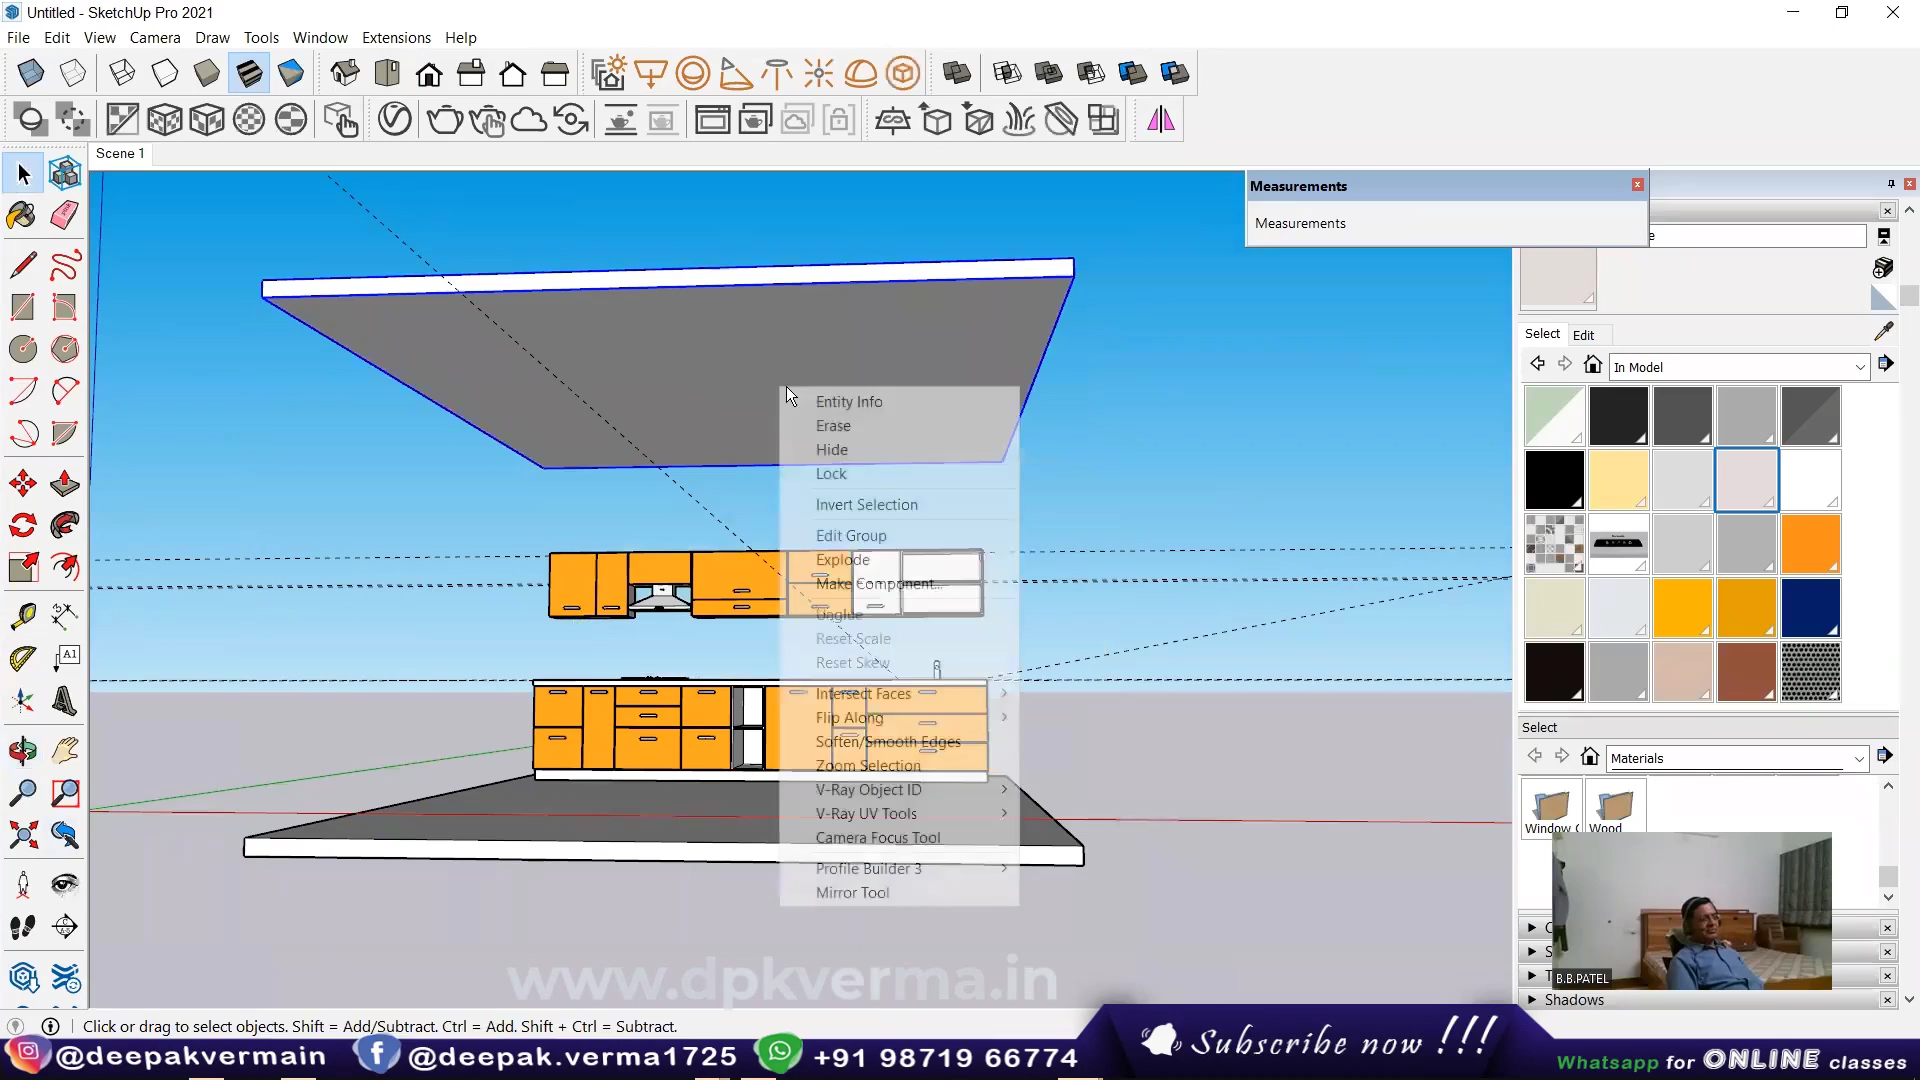 Untitled - SketchUp Pro 2021
File Edit View Camera Draw Tools Window Extensions Help
Scene 1
Measurements
Measurements
e
Select Edit
In Model
Entity Info
Erase
Hide
Lock
Invert Selection
Edit Group
Explode
Make Component...
Unglue
Reset Scale
Reset Skew
Intersect Faces
Flip Along
Soften/Smooth Edges
Zoom Selection
V-Ray Object ID
V-Ray UV Tools
Camera Focus Tool
Profile Builder 3
Mirror Tool
A1
Select
Materials
Window C Wood
B.B.PATEL
C
S
T
Shadows
www.dpkverma.in
Click or drag to select objects. Shift = Add/Subtract. Ctrl = Add. Shift + Ctrl = Subtract.
@deepakvermain @deepak.verma1725 +91 98719 66774
Subscribe now !!!
Whatsapp for ONLINE classes